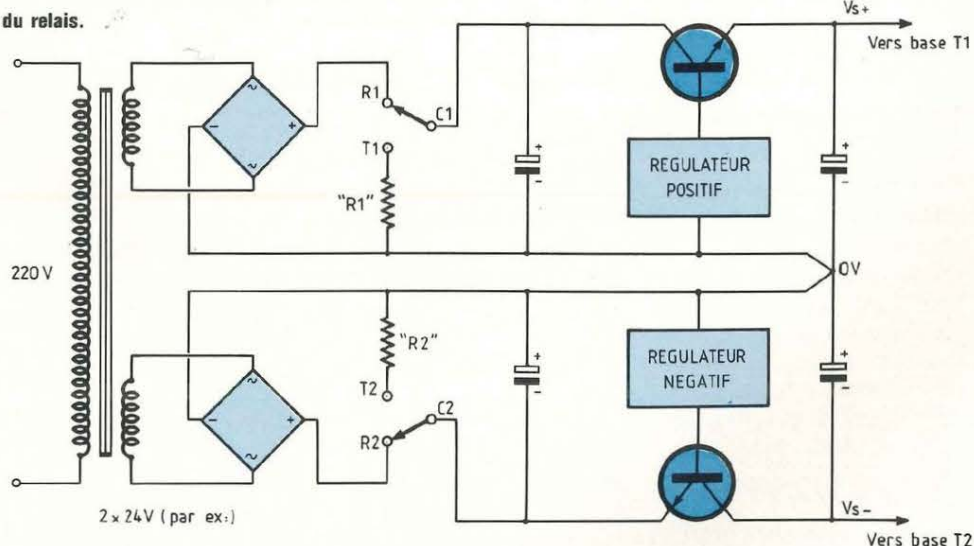 du relais.
Vs+
Vers base T1
R1
C1
T1
"R1"
+
-
+
-
~
~
-
+
REGULATEUR
POSITIF
+
-
220 V
0V
"R2"
T2
C2
R2
~
~
-
+
+
-
REGULATEUR
NEGATIF
+
-
2 x 24V (par ex:)
Vs-
Vers base T2